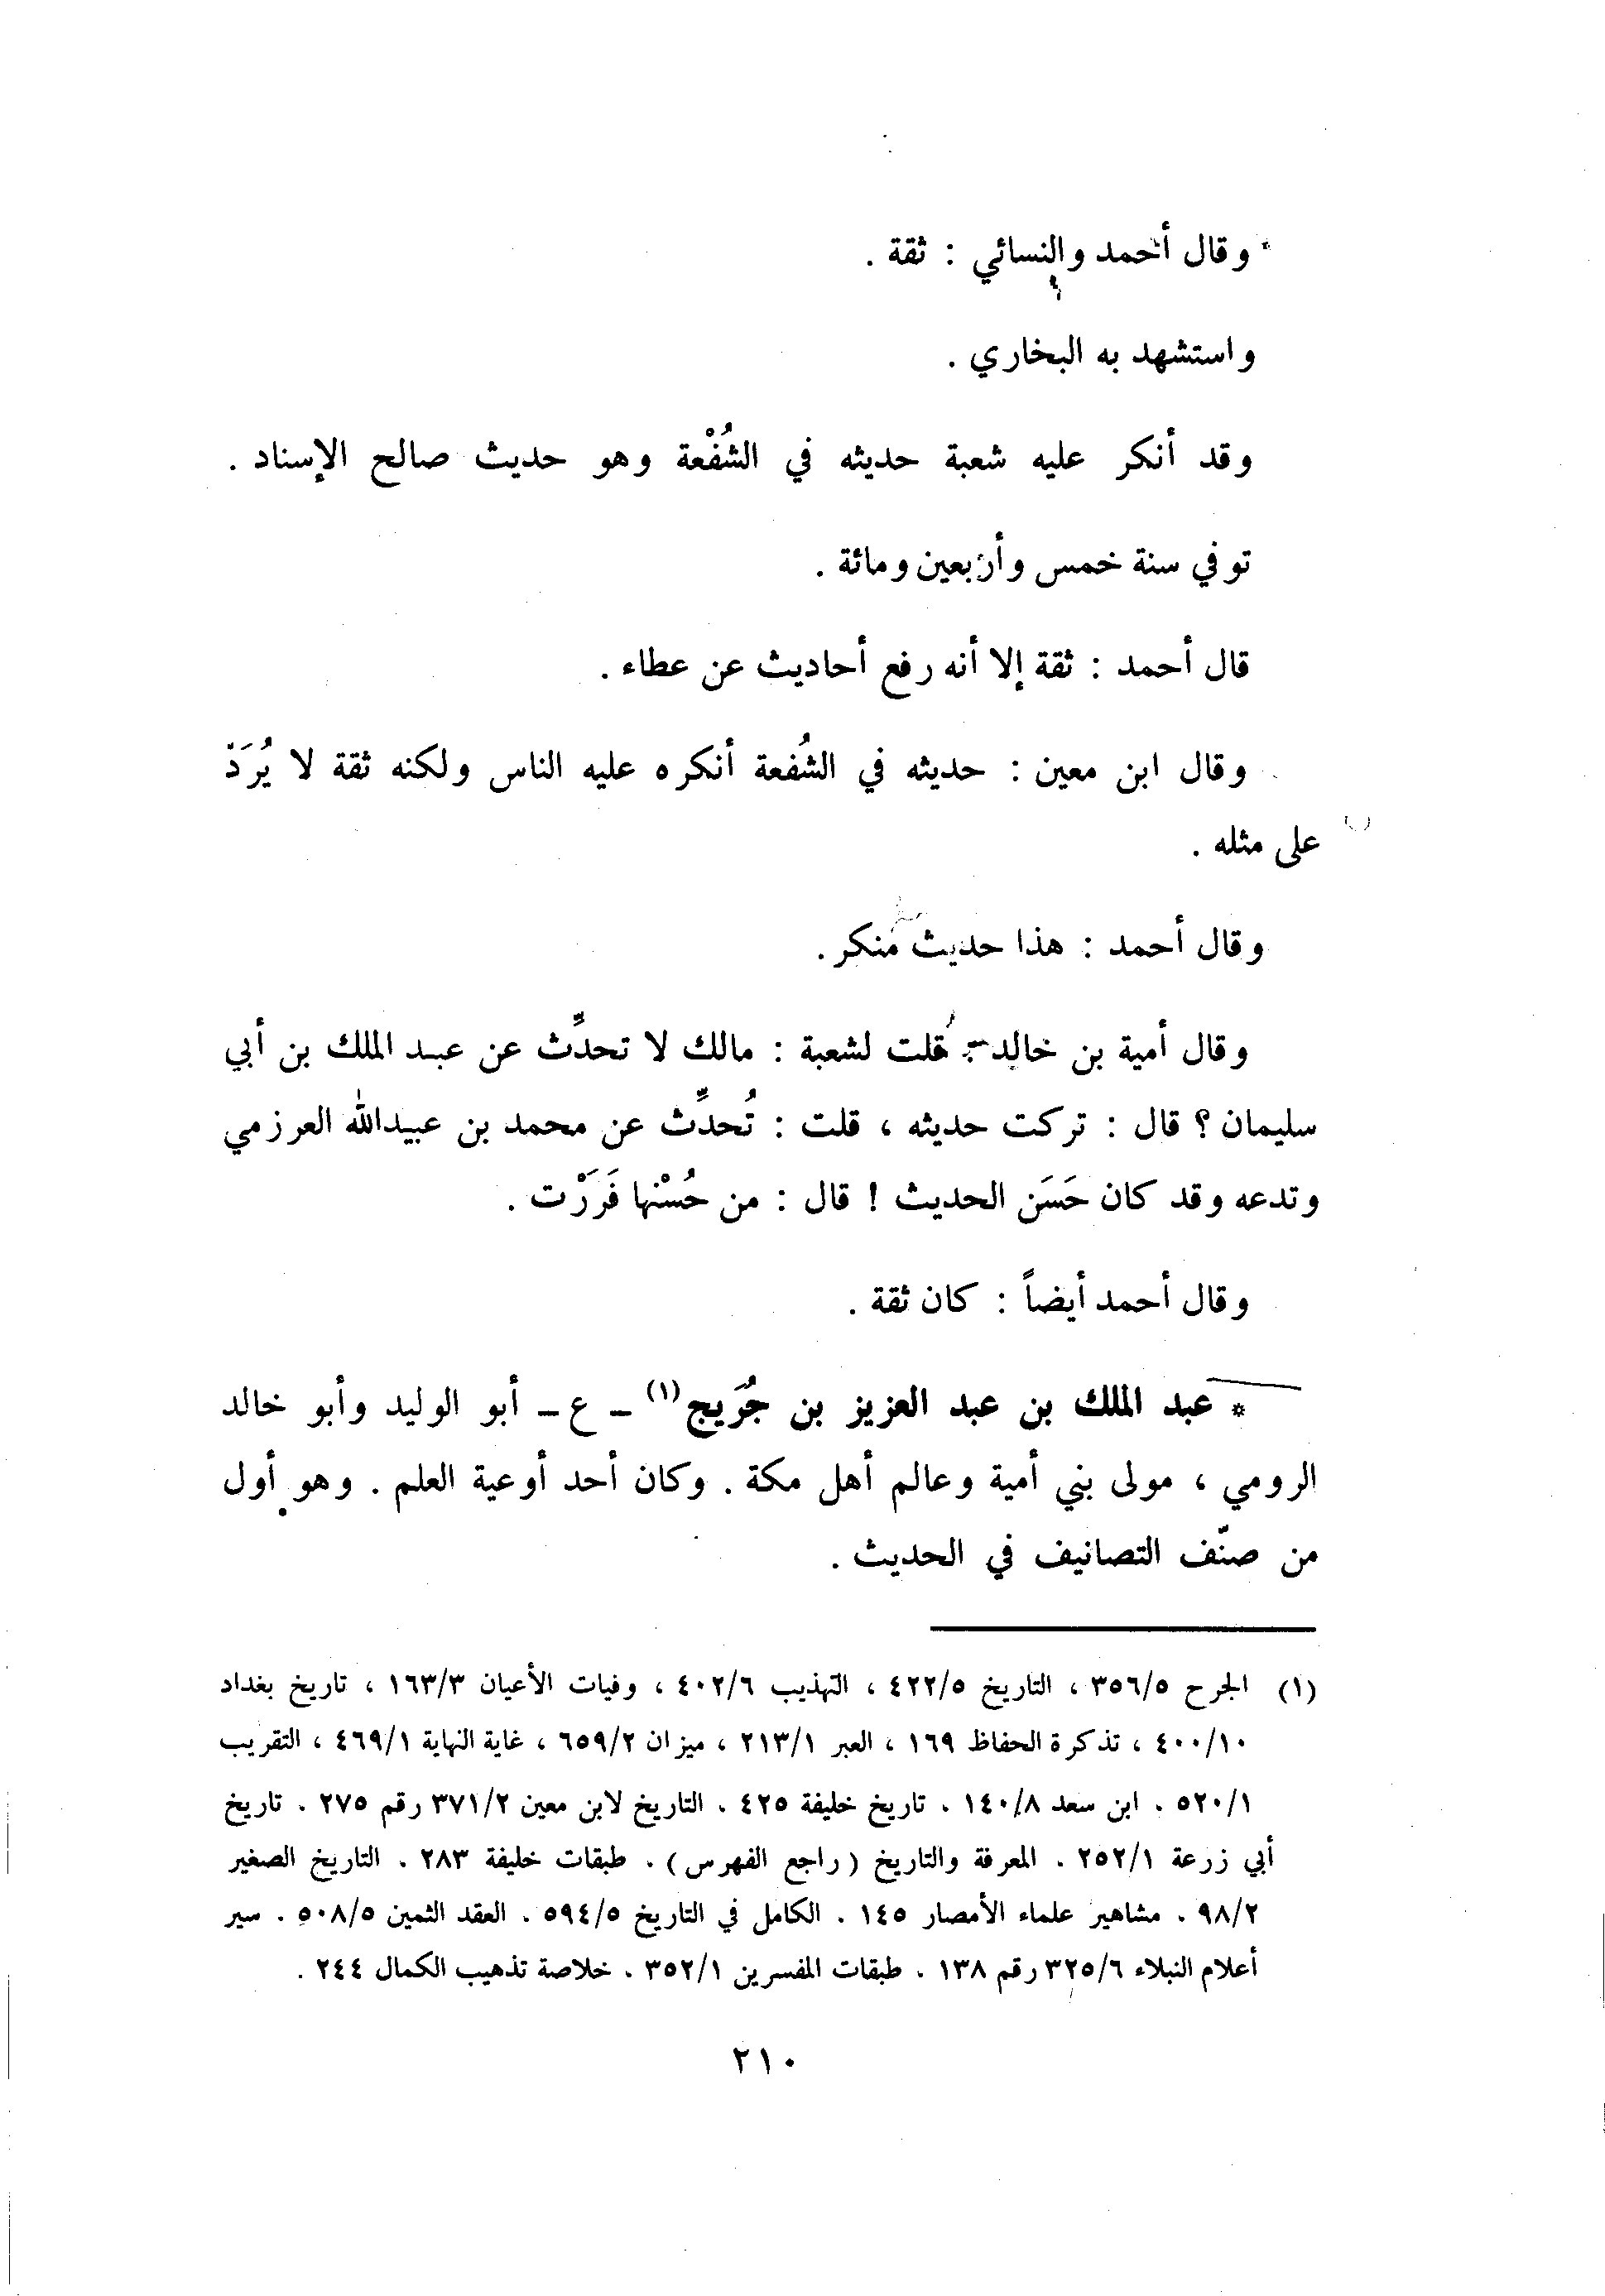 وقال أحمد والنسائي : ثقة .
واستشهد به البخاري .
وقد أنكر عليه شعبة حديثه في الشُفْعة وهو حديث صالح الإسناد .
توفي سنة خمس وأربعين ومائة .
قال أحمد : ثقة إلا أنه رفع أحاديث عن عطاء .
وقال ابن معين : حديثه في الشُفعة أنكره عليه الناس ولكنه ثقة لا يُرَدّ
على مثله .
وقال أحمد : هذا حديث منكر .
وقال أمية بن خالد : قلت لشعبة : مالك لا تحدِّث عن عبد الملك بن أبي
سليمان ؟ قال : تركت حديثه ، قلت : تُحدِّث عن محمد بن عبيدالله العرزمي
وتدعه وقد كان حَسَن الحديث ! قال : من حُسْنها فَرَرْت .
وقال أحمد أيضاً : كان ثقة .
* عبد الملك بن عبد العزيز بن جُرَيج (١) – ع – أبو الوليد وأبو خالد
الرومي ، مولى بني أمية وعالم أهل مكة . وكان أحد أوعية العلم . وهو أول
من صنّف التصانيف في الحديث .
(١) الجرح ٣٥٦/٥ ، التاريخ ٤٢٢/٥ ، التهذيب ٤٠٢/٦ ، وفيات الأعيان ١٦٣/٣ ، تاريخ بغداد
٤٠٠/١٠ ، تذكرة الحفاظ ١٦٩ ، العبر ٢١٣/١ ، ميزان ٦٥٩/٢ ، غاية النهاية ٤٦٩/١ ، التقريب
٥٢٠/١ . ابن سعد ١٤٠/٨ . تاريخ خليفة ٤٢٥ . التاريخ لابن معين ٣٧١/٢ رقم ٢٧٥ . تاريخ
أبي زرعة ٢٥٢/١ . المعرفة والتاريخ (راجع الفهرس) . طبقات خليفة ٢٨٣ . التاريخ الصغير
٩٨/٢ . مشاهير علماء الأمصار ١٤٥ . الكامل في التاريخ ٥٩٤/٥ . العقد الثمين ٥٠٨/٥ . سير
أعلام النبلاء ٣٢٥/٦ رقم ١٣٨ . طبقات المفسرين ٣٥٢/١ . خلاصة تذهيب الكمال ٢٤٤ .
٢١٠